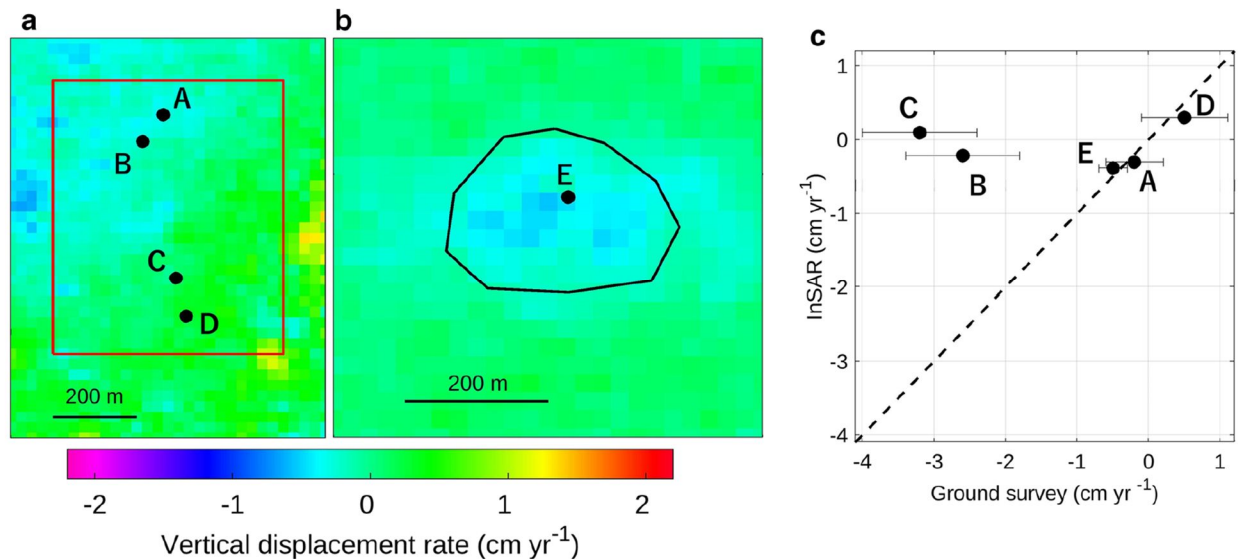 a
A
B
C
D
200 m
b
E
200 m
-2 -1 0 1 2
Vertical displacement rate (cm yr-1)
c
1
0
-1
-2
-3
-4
InSAR (cm yr -1)
C
B
E
A
D
-4 -3 -2 -1 0 1
Ground survey (cm yr -1)